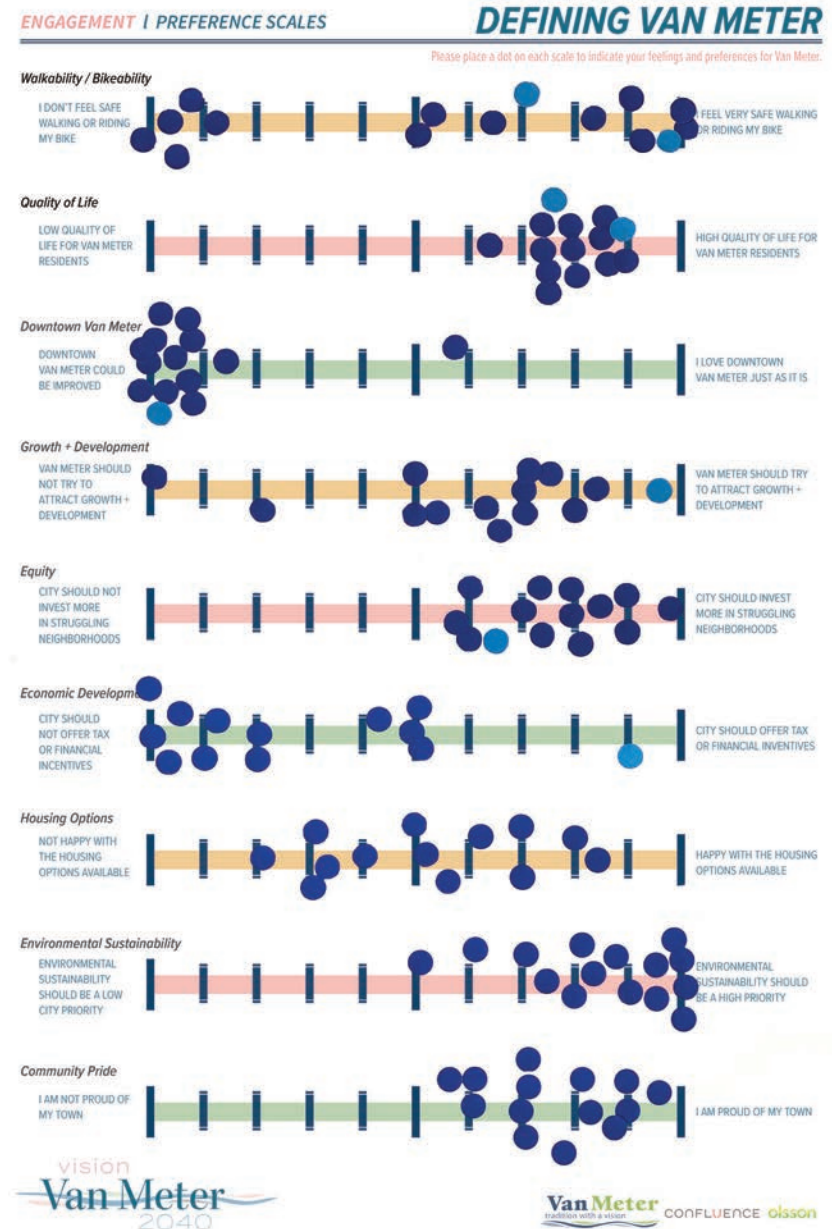 ENGAGEMENT | PREFERENCE SCALES
DEFINING VAN METER
Please place a dot on each scale to indicate your feelings and preferences for Van Meter.
Walkability / Bikeability
I DON'T FEEL SAFE
WALKING OR RIDING
MY BIKE
I FEEL VERY SAFE WALKING
OR RIDING MY BIKE
Quality of Life
LOW QUALITY OF
LIFE FOR VAN METER
RESIDENTS
HIGH QUALITY OF LIFE FOR
VAN METER RESIDENTS
Downtown Van Meter
DOWNTOWN
VAN METER COULD
BE IMPROVED
I LOVE DOWNTOWN
VAN METER JUST AS IT IS
Growth + Development
VAN METER SHOULD
NOT TRY TO
ATTRACT GROWTH +
DEVELOPMENT
VAN METER SHOULD TRY
TO ATTRACT GROWTH +
DEVELOPMENT
Equity
CITY SHOULD NOT
INVEST MORE
IN STRUGGLING
NEIGHBORHOODS
CITY SHOULD INVEST
MORE IN STRUGGLING
NEIGHBORHOODS
Economic Developme
CITY SHOULD
NOT OFFER TAX
OR FINANCIAL
INCENTIVES
CITY SHOULD OFFER TAX
OR FINANCIAL INVENTIVES
Housing Options
NOT HAPPY WITH
THE HOUSING
OPTIONS AVAILABLE
HAPPY WITH THE HOUSING
OPTIONS AVAILABLE
Environmental Sustainability
ENVIRONMENTAL
SUSTAINABILITY
SHOULD BE A LOW
CITY PRIORITY
ENVIRONMENTAL
SUSTAINABILITY SHOULD
BE A HIGH PRIORITY
Community Pride
I AM NOT PROUD OF
MY TOWN
I AM PROUD OF MY TOWN
vision
Van Meter
2040
Van Meter
tradition with a vision
CONFLUENCE olsson